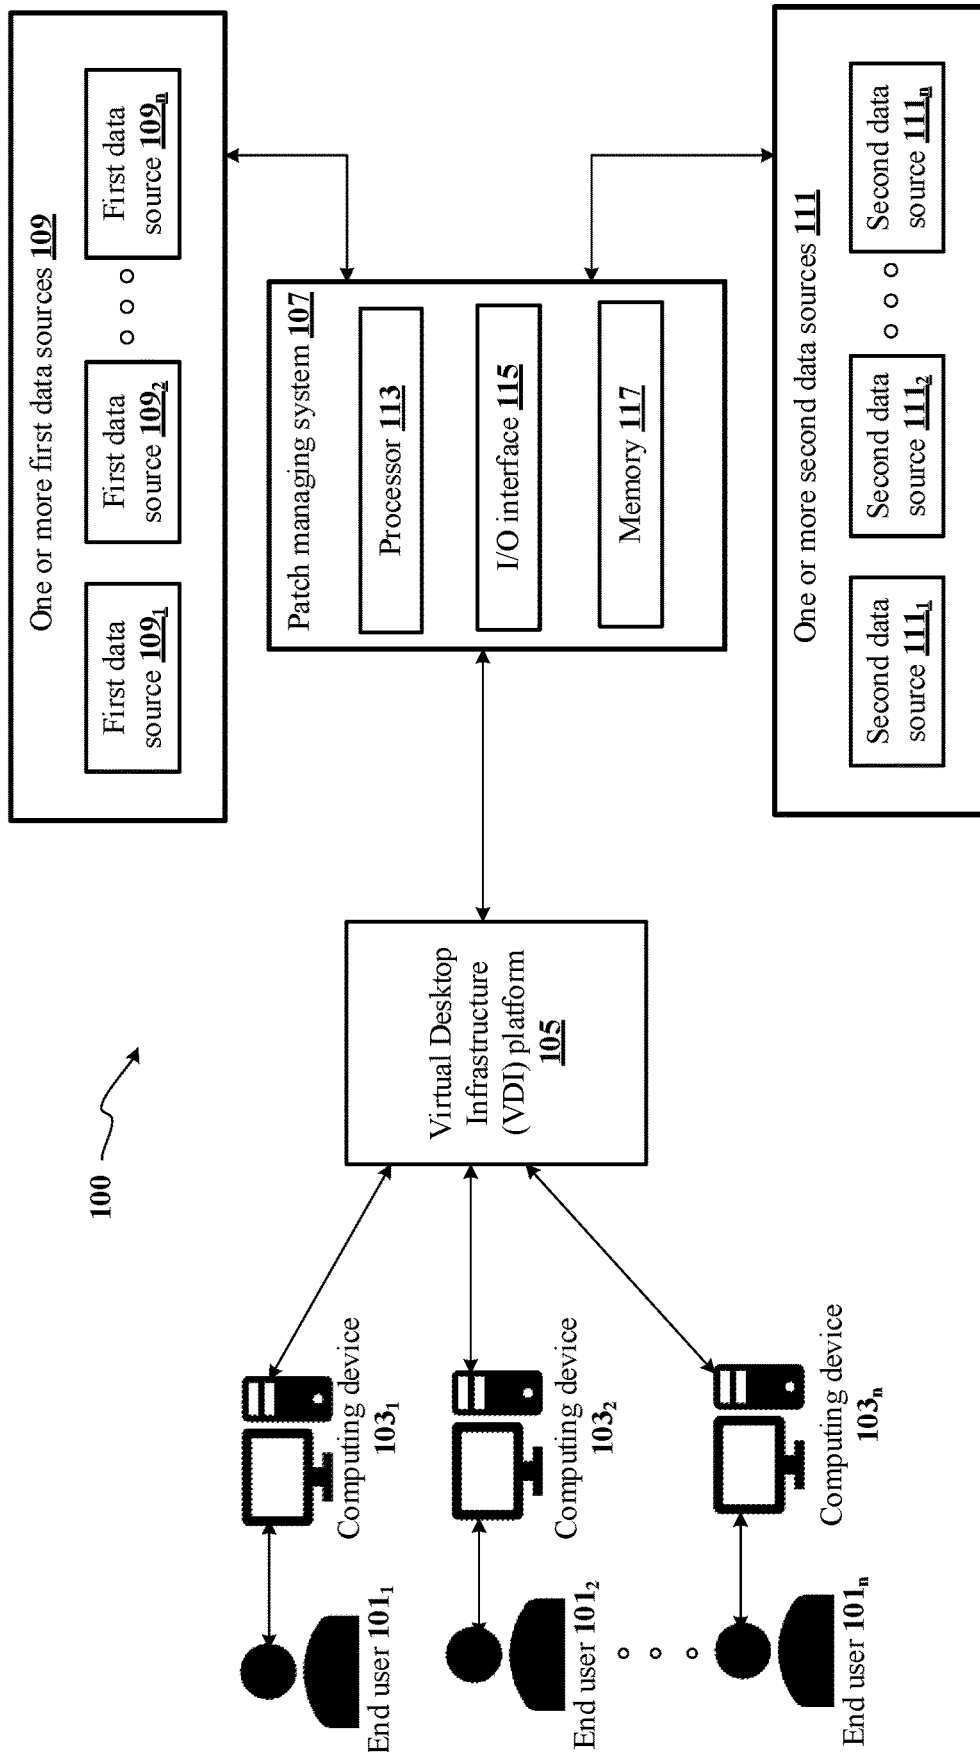 100
End user 101₁
Computing device
103₁
End user 101₂
Computing device
103₂
End user 101ₙ
Computing device
103ₙ
Virtual Desktop
Infrastructure
(VDI) platform
105
One or more first data sources 109
First data
source 109₁
First data
source 109₂
First data
source 109ₙ
Patch managing system 107
Processor 113
I/O interface 115
Memory 117
One or more second data sources 111
Second data
source 111₁
Second data
source 111₂
Second data
source 111ₙ